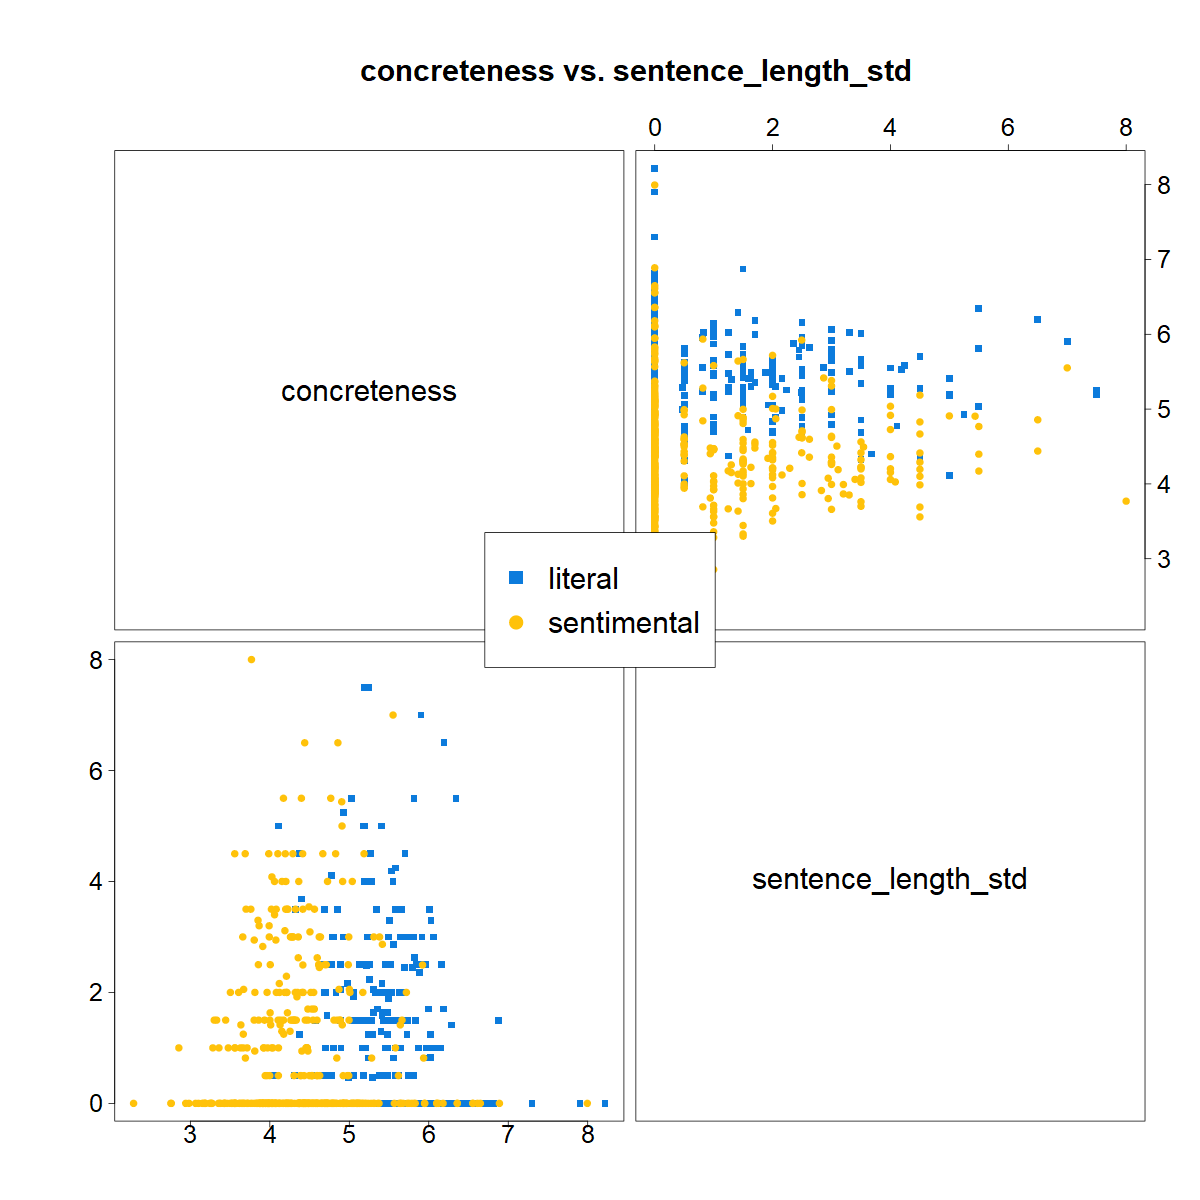 concreteness vs. sentence_length_std
0 2 4 6 8
concreteness
8
7
6
5
4
3
literal
sentimental
8
6
4
2
0
sentence_length_std
3 4 5 6 7 8